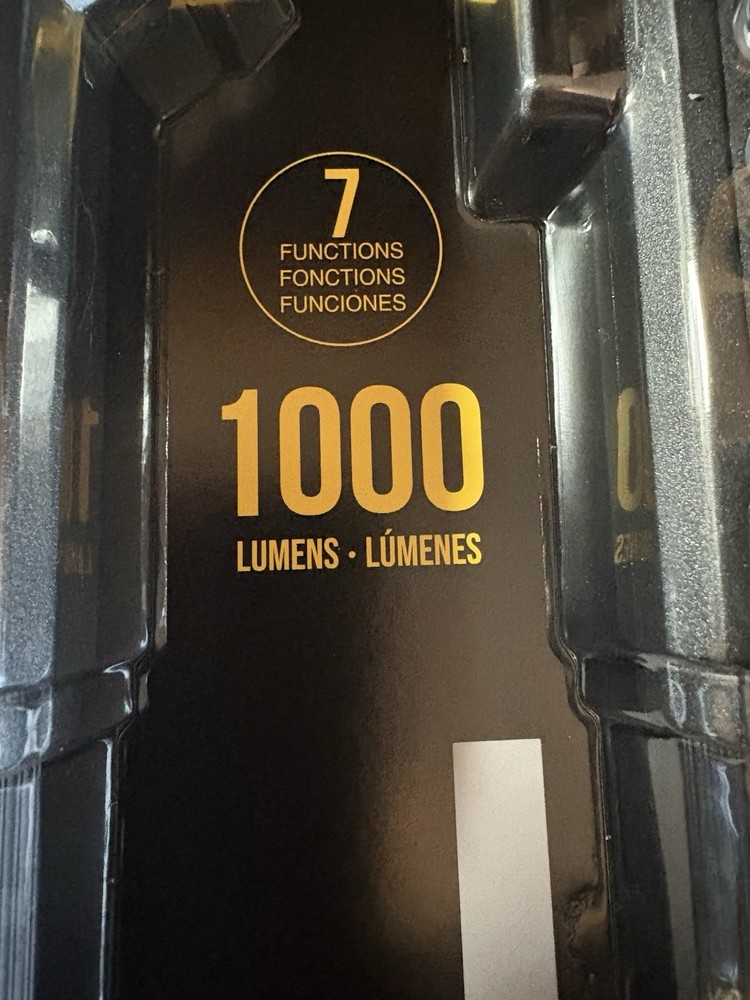 7
FUNCTIONS
FONCTIONS
FUNCIONES
1000
LUMENS · LÚMENES